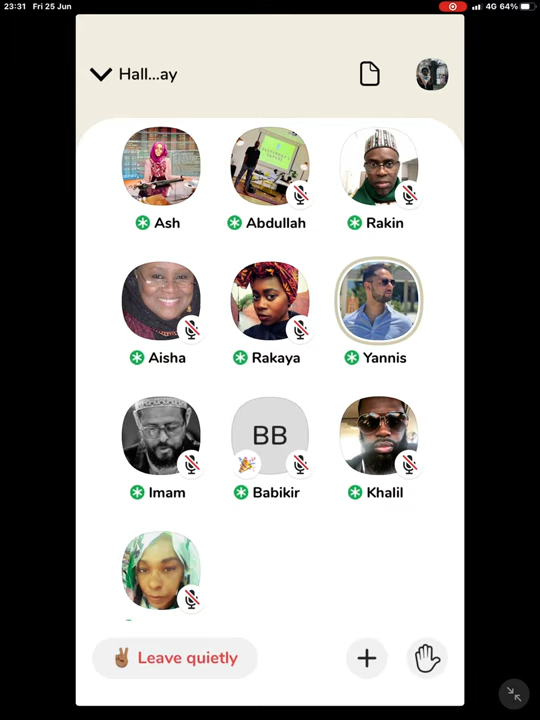 23:31 Fri 25 Jun 4G 64%
Hall...ay
Ash Abdullah Rakin
Aisha Rakaya Yannis
BB
Imam Babikir Khalil
Leave quietly